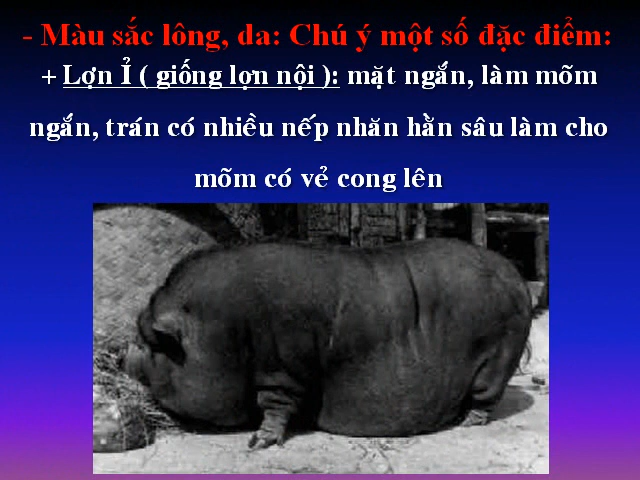 - Màu sắc lông, da: Chú ý một số đặc điểm:
+ Lợn Ỉ ( giống lợn nội ): mặt ngắn, làm mõm
ngắn, trán có nhiều nếp nhăn hằn sâu làm cho
mõm có vẻ cong lên